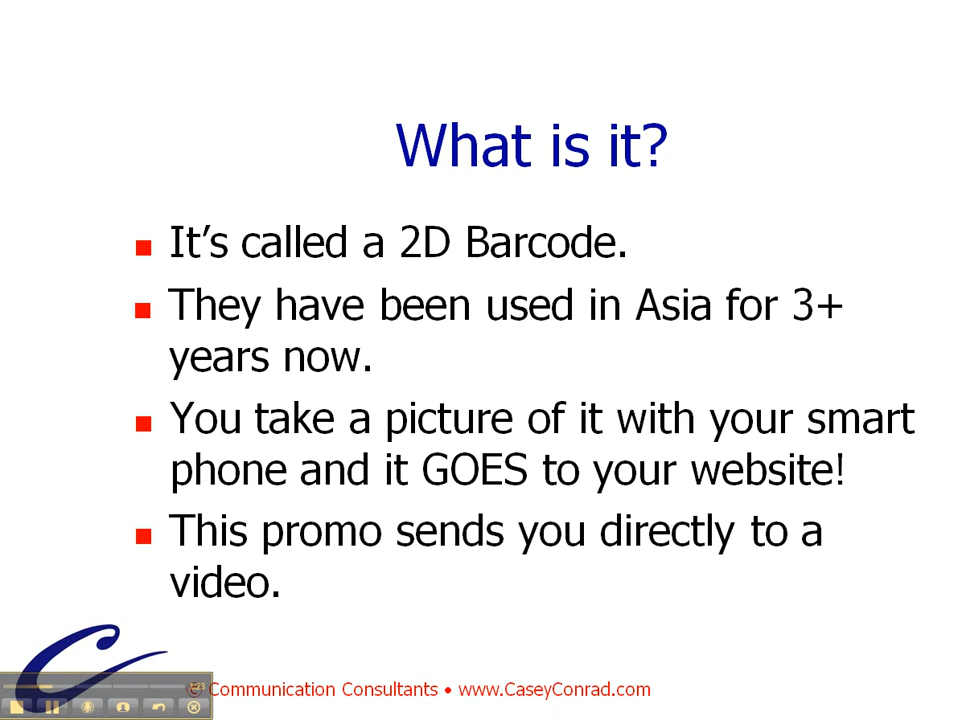 What is it?
It's called a 2D Barcode.
They have been used in Asia for 3+
years now.
You take a picture of it with your smart
phone and it GOES to your website!
This promo sends you directly to a
video.
© Communication Consultants • www.CaseyConrad.com